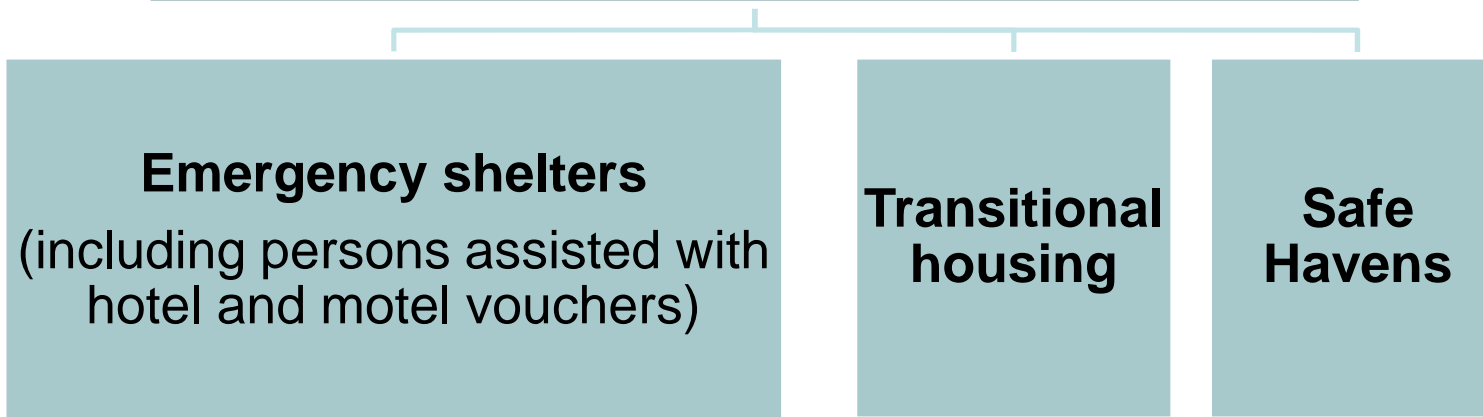 Emergency shelters
(including persons assisted with
hotel and motel vouchers)
Transitional
housing
Safe
Havens